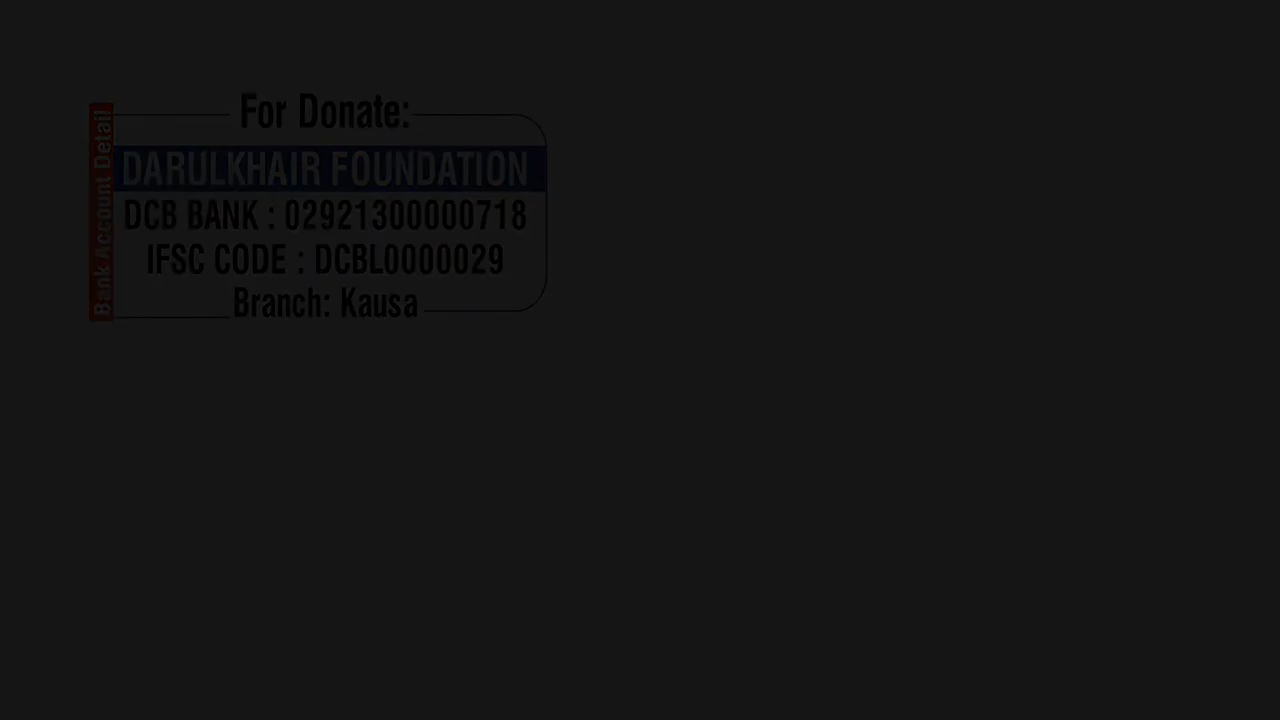 For Donate:
Bank Account Detail
DARULKHAIR FOUNDATION
DCB BANK : 02921300000718
IFSC CODE : DCBL0000029
Branch: Kausa